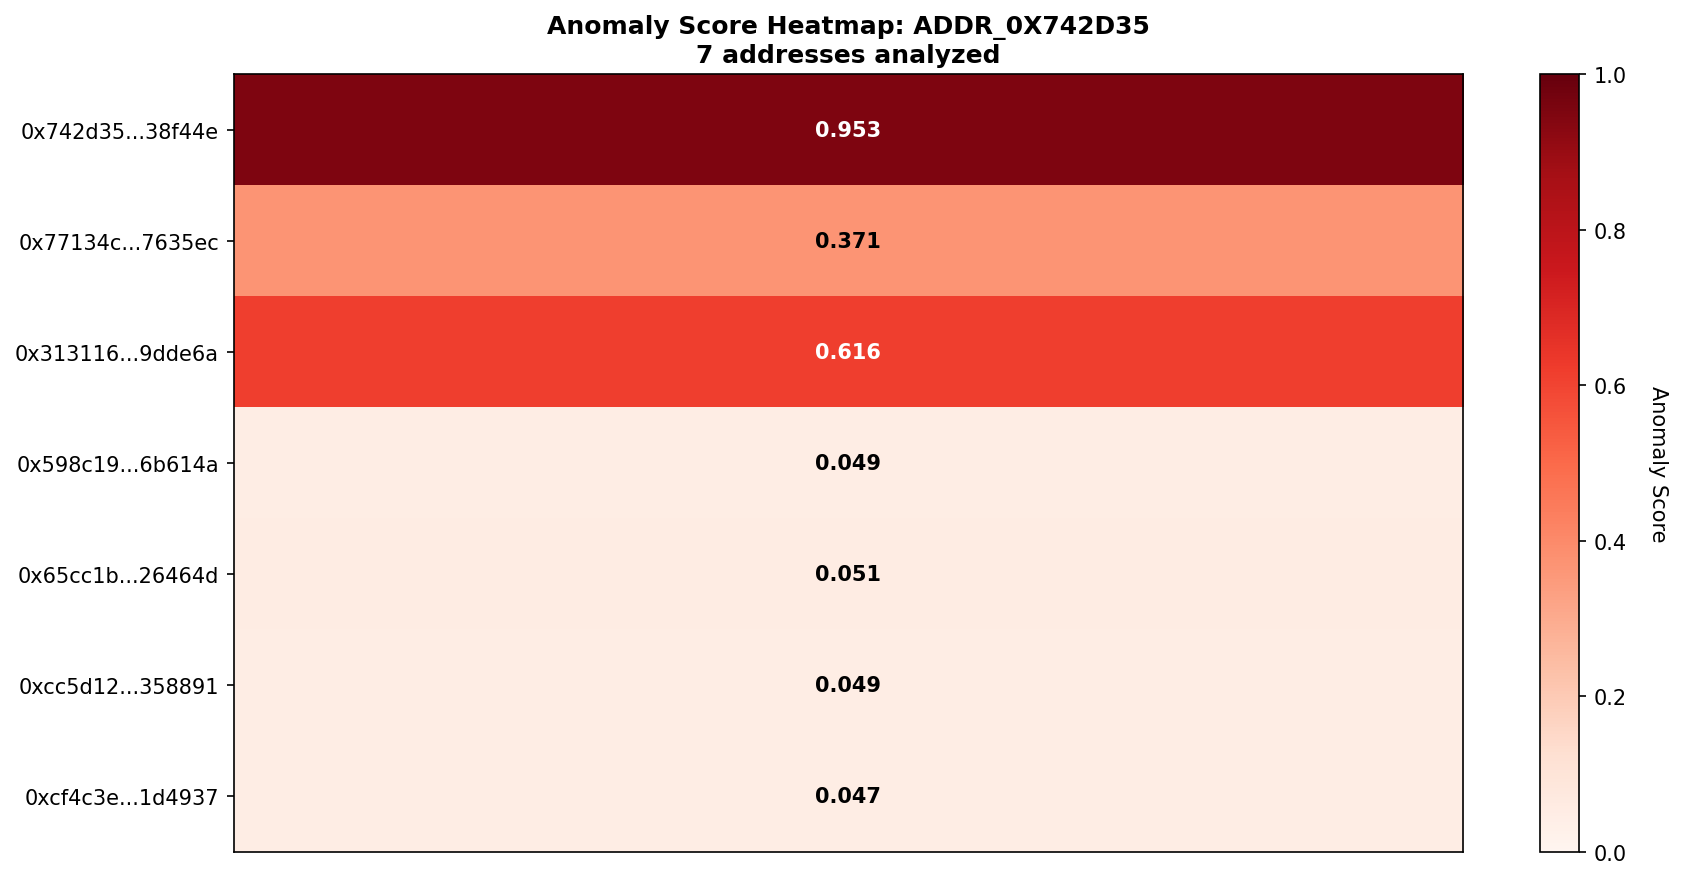 Anomaly Score Heatmap: ADDR_0X742D35
7 addresses analyzed
0x742d35...38f44e
0.953
0x77134c...7635ec
0.371
0x313116...9dde6a
0.616
0x598c19...6b614a
0.049
0x65cc1b...26464d
0.051
0xcc5d12...358891
0.049
0xcf4c3e...1d4937
0.047
1.0
0.8
0.6
0.4
0.2
0.0
Anomaly Score